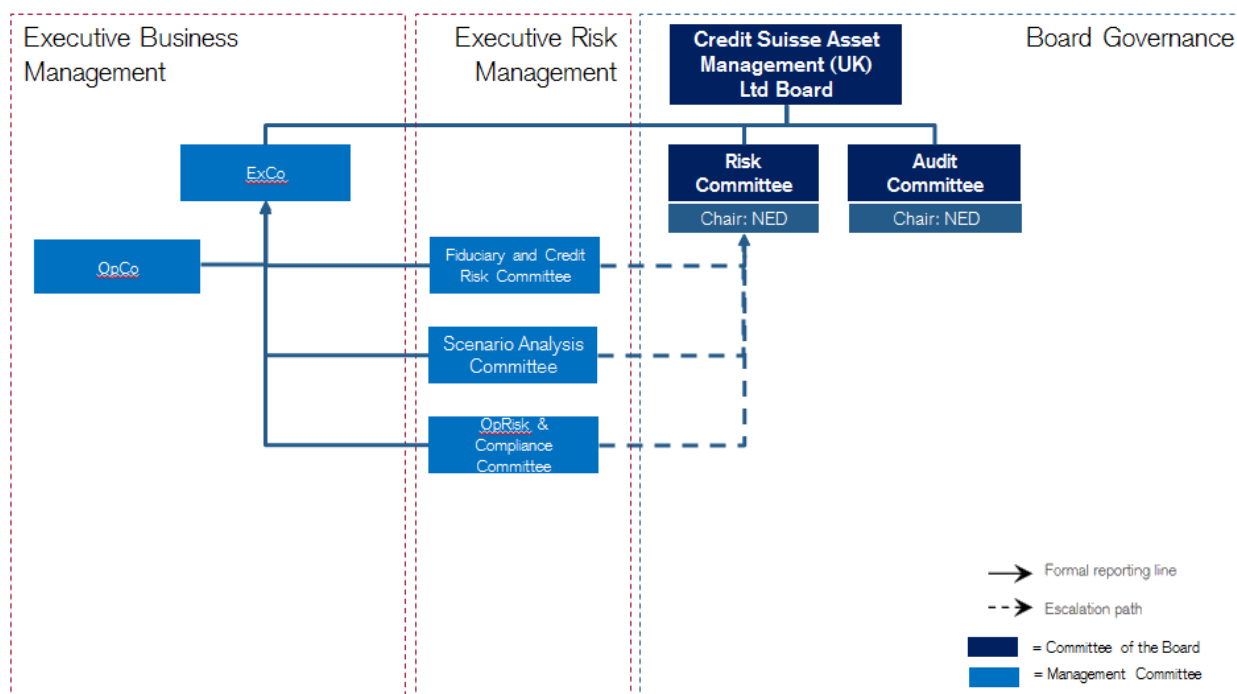 Executive Business
Management
Executive Risk
Management
Credit Suisse Asset
Management (UK)
Ltd Board
Board Governance
ExCo
Risk
Committee
Chair: NED
Audit
Committee
Chair: NED
OpCo
Fiduciary and Credit
Risk Committee
Scenario Analysis
Committee
OpRisk &
Compliance
Committee
Formal reporting line
Escalation path
= Committee of the Board
= Management Committee